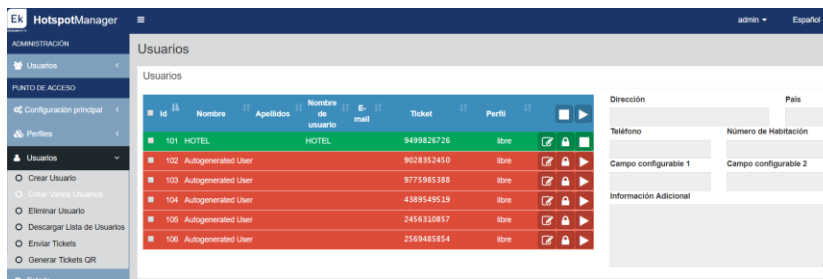 Ek HotspotManager admin Español
ADMINISTRACIÓN
Usuarios
PUNTO DE ACCESO
Configuración principal
Perfiles
Usuarios
Crear Usuario
Crear Varios Usuarios
Eliminar Usuario
Descargar Lista de Usuarios
Enviar Tickets
Generar Tickets QR
Usuarios
Usuarios
Id Nombre Apellidos Nombre de usuario E-mail Ticket Perfil
101 HOTEL HOTEL 9499826726 libre
102 Autogenerated User 9028352450 libre
103 Autogenerated User 9775985388 libre
104 Autogenerated User 4389549519 libre
105 Autogenerated User 2456310857 libre
106 Autogenerated User 2569485854 libre
Dirección País
Teléfono Número de Habitación
Campo configurable 1 Campo configurable 2
Información Adicional